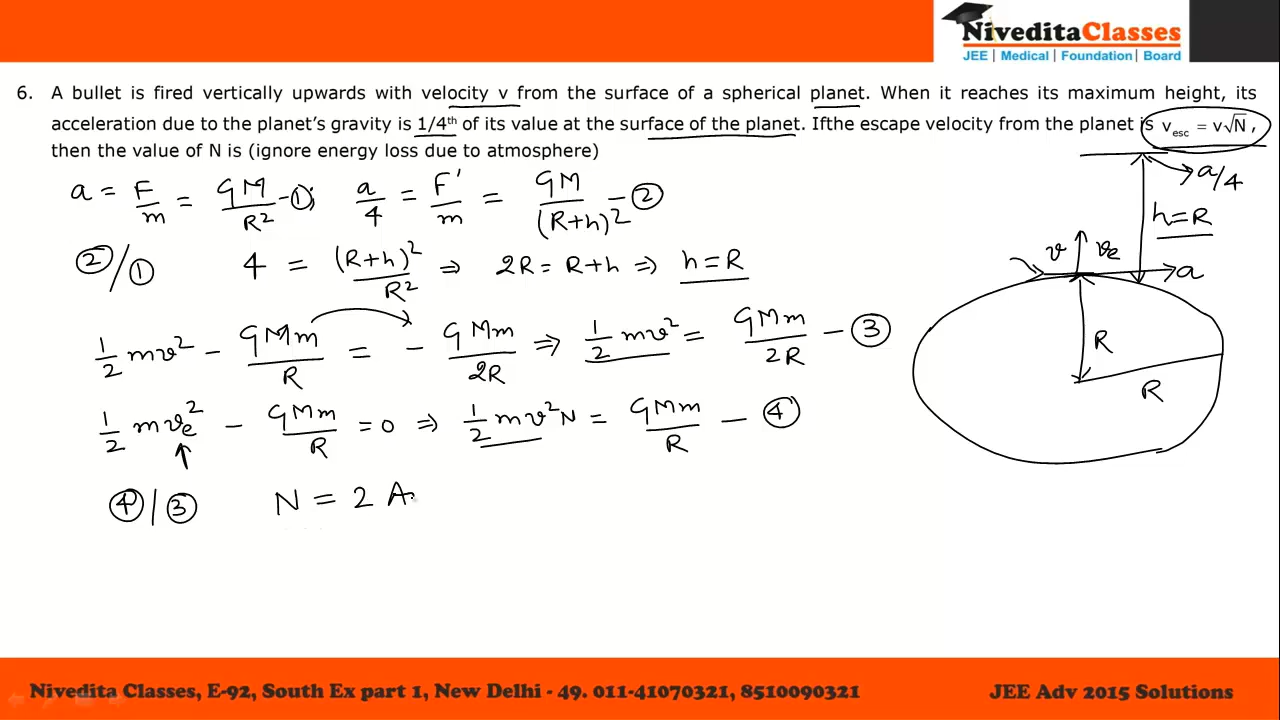 NiveditaClasses
JEE | Medical | Foundation | Board
6. A bullet is fired vertically upwards with velocity v from the surface of a spherical planet. When it reaches its maximum height, its
acceleration due to the planet's gravity is 1/4th of its value at the surface of the planet. Ifthe escape velocity from the planet is v_esc = v√N,
then the value of N is (ignore energy loss due to atmosphere)
a = F/m = GM/R² – ①; a/4 = F'/m = GM/(R+h)² – ②
②/① 4 = (R+h)²/R² ⇒ 2R = R+h ⇒ h=R
½ mv² – GMm/R = – GMm/2R ⇒ ½ mv² = GMm/2R – ③
½ mv_e² – GMm/R = 0 ⇒ ½ mv²N = GMm/R – ④
④/③ N = 2 A
a/4
h=R
v v_e
a
R
R
Nivedita Classes, E-92, South Ex part 1, New Delhi - 49. 011-41070321, 8510090321
JEE Adv 2015 Solutions